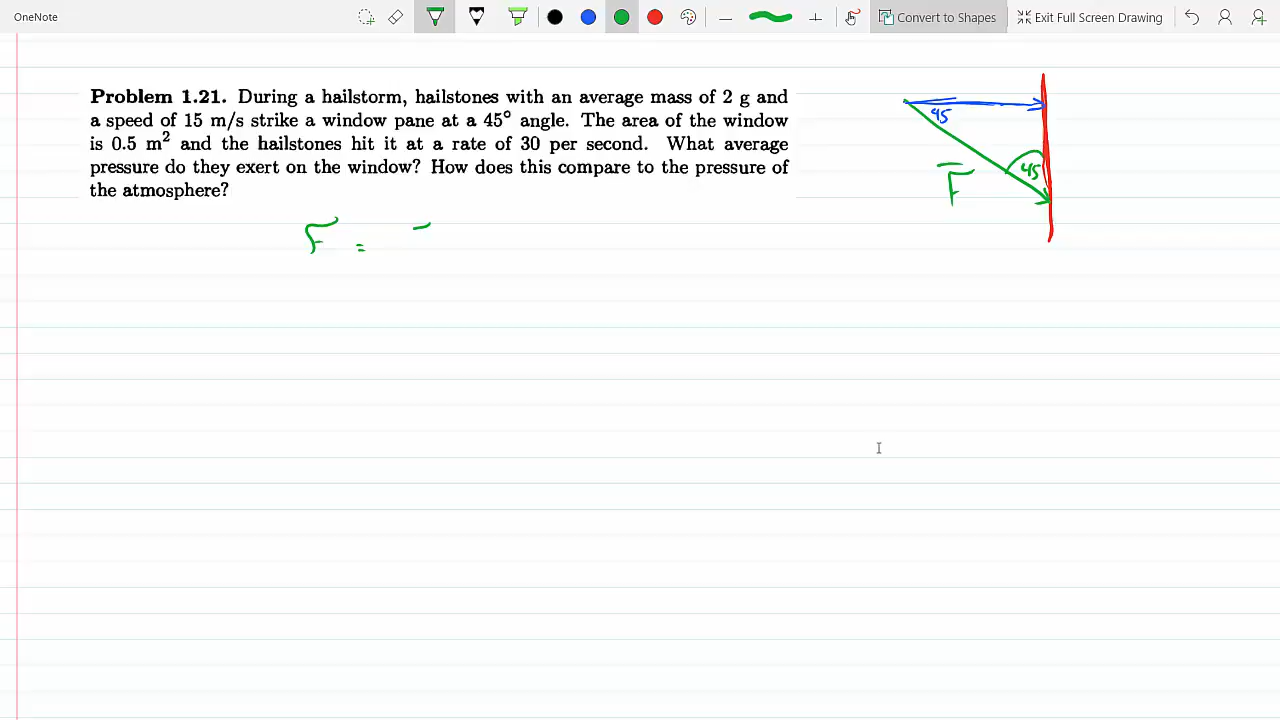 OneNote
Convert to Shapes
Exit Full Screen Drawing
Problem 1.21. During a hailstorm, hailstones with an average mass of 2 g and
a speed of 15 m/s strike a window pane at a 45° angle. The area of the window
is 0.5 m² and the hailstones hit it at a rate of 30 per second. What average
pressure do they exert on the window? How does this compare to the pressure of
the atmosphere?
45
45
F
F =